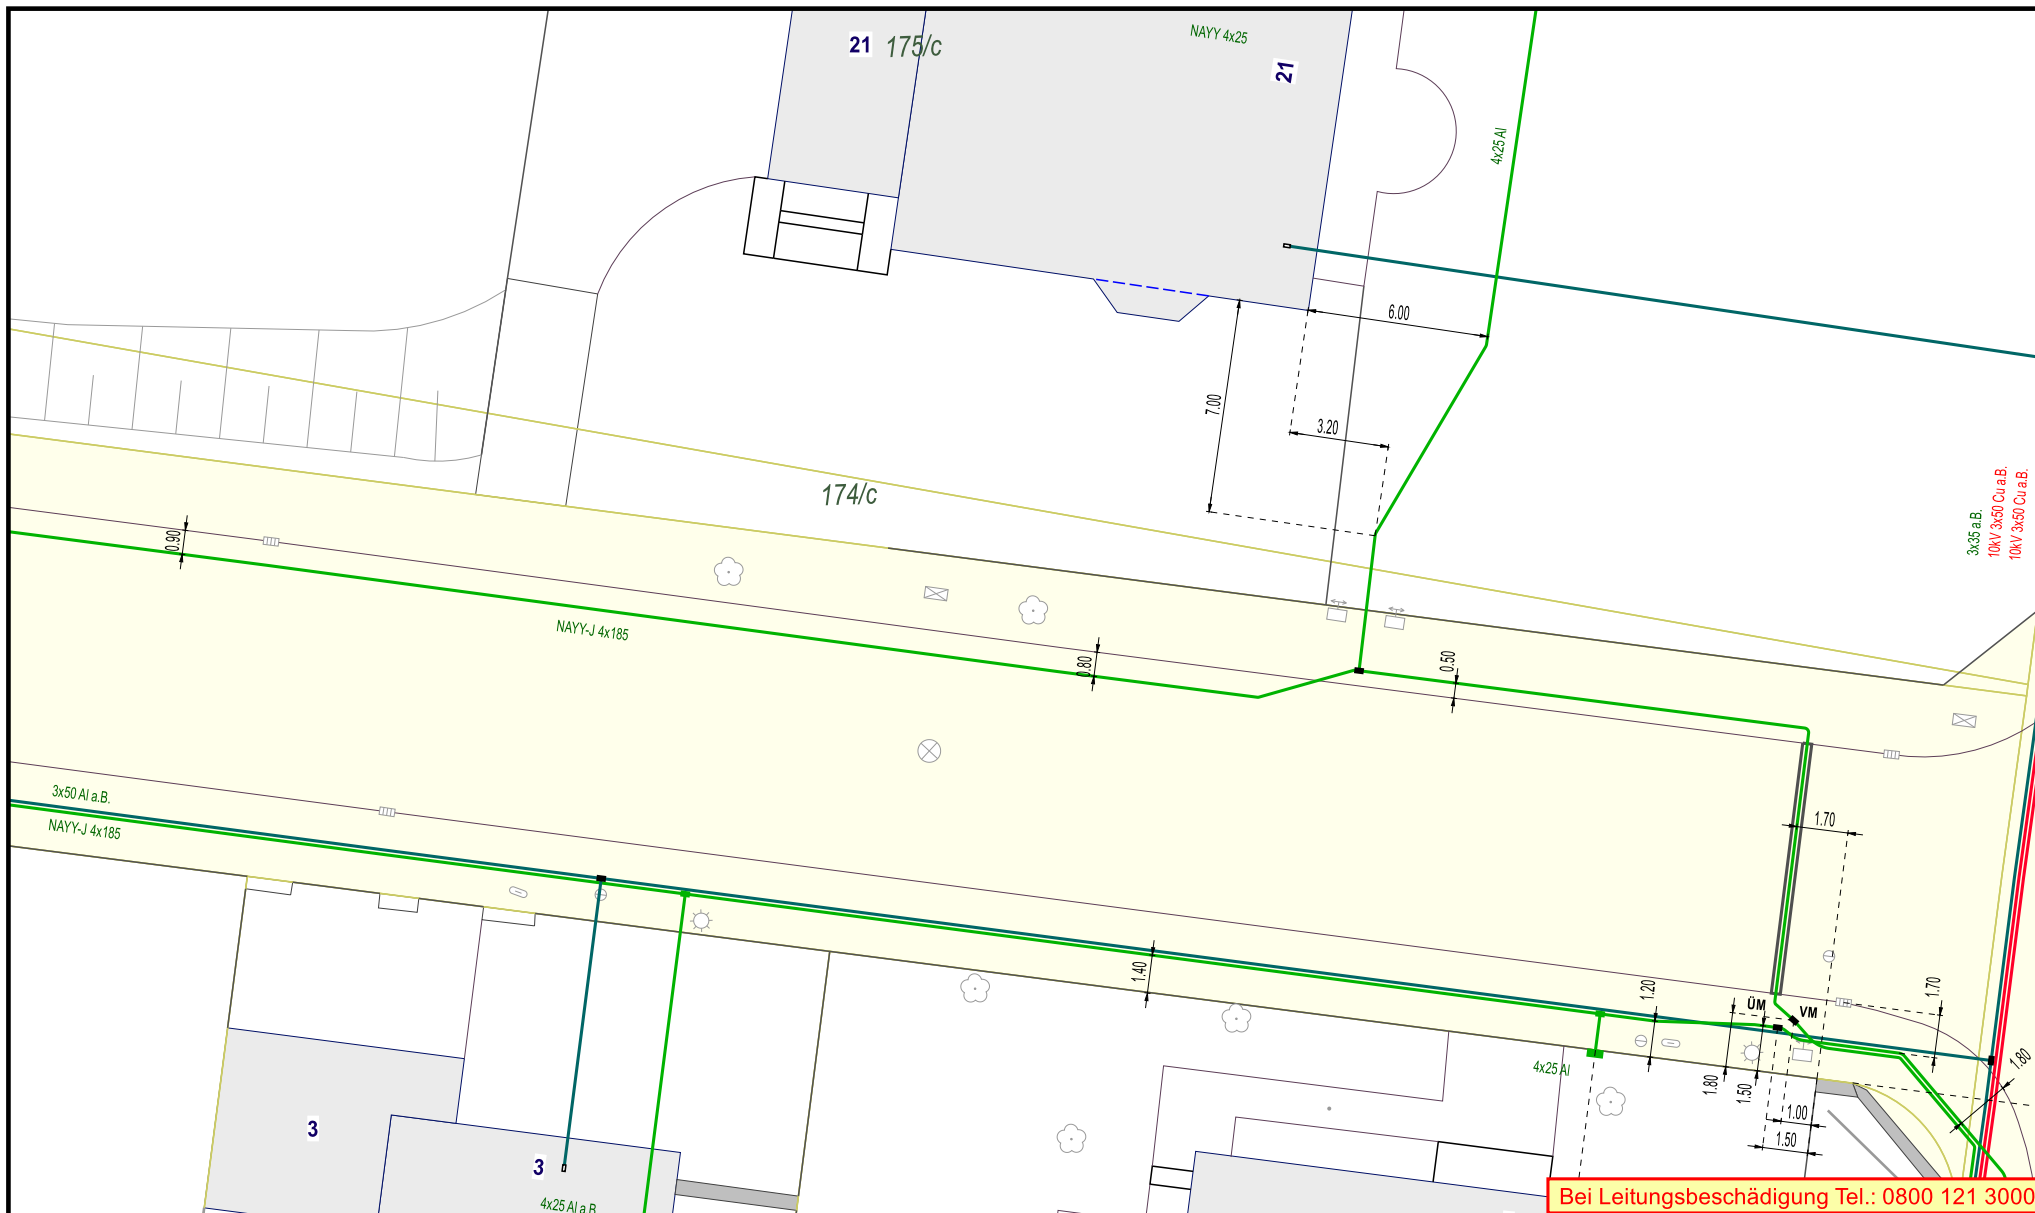 21
175/c
NAYY 4x25
21
4x25 Al
6.00
7.00
3.20
174/c
3x35 a.B.
10kV 3x50 Cu a.B.
10kV 3x50 Cu a.B.
0.90
NAYY-J 4x185
0.80
0.50
3x50 Al a.B.
NAYY-J 4x185
1.70
1.40
1.20
ÜM
VM
1.70
4x25 Al
1.80
1.50
1.80
1.00
1.50
3
3
4x25 Al a.B.
Bei Leitungsbeschädigung Tel.: 0800 121 3000